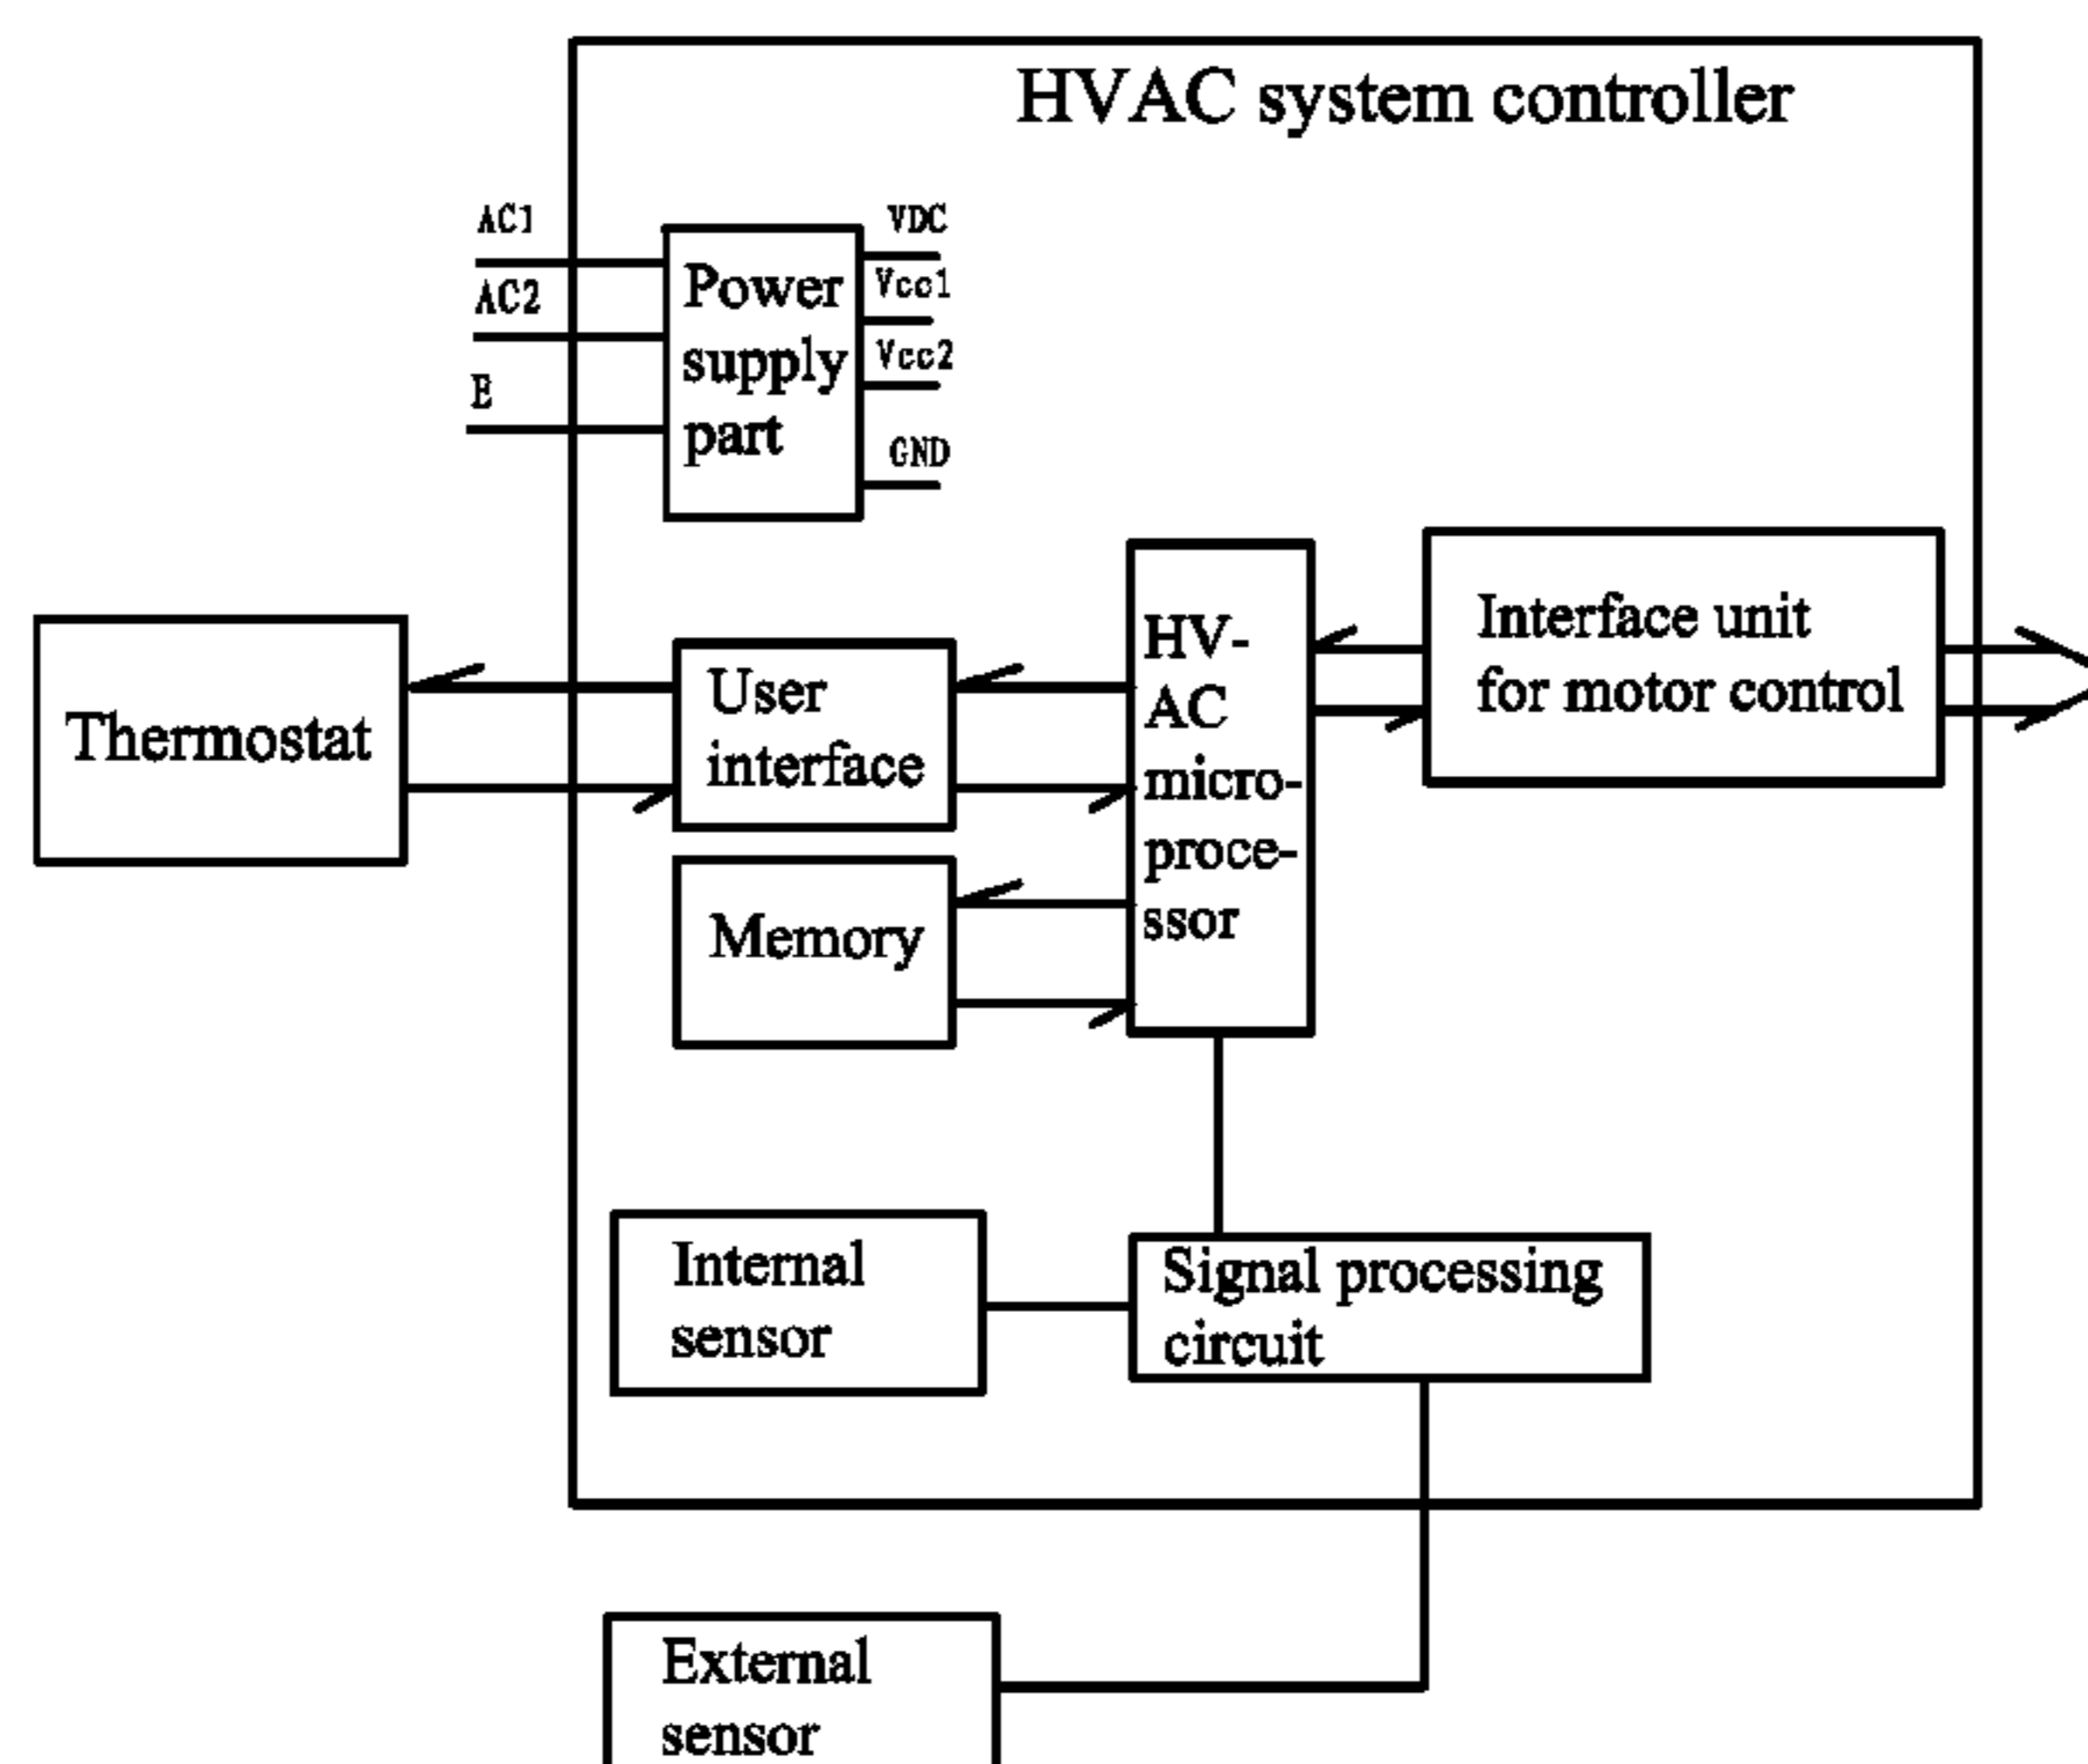 HVAC system controller
AC1
AC2
E
Power
supply
part
VDC
Vcc1
Vcc2
GND
Thermostat
User
interface
Memory
HV-
AC
micro-
proce-
ssor
Interface unit
for motor control
Internal
sensor
Signal processing
circuit
External
sensor